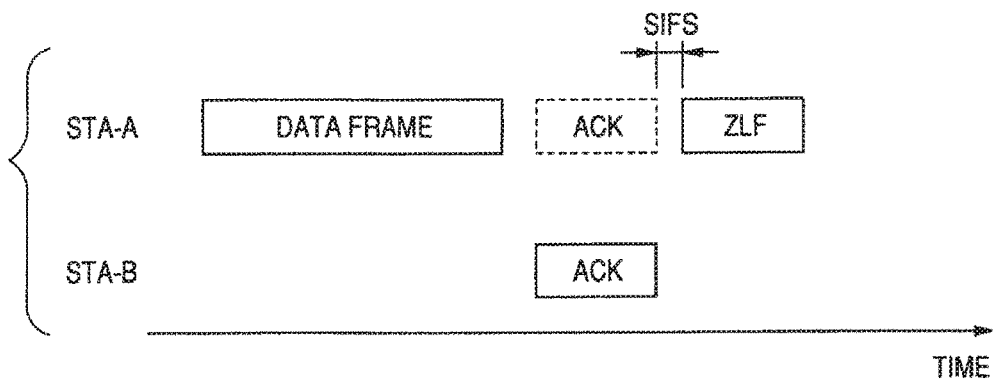 SIFS
STA-A
DATA FRAME
ACK
ZLF
STA-B
ACK
TIME